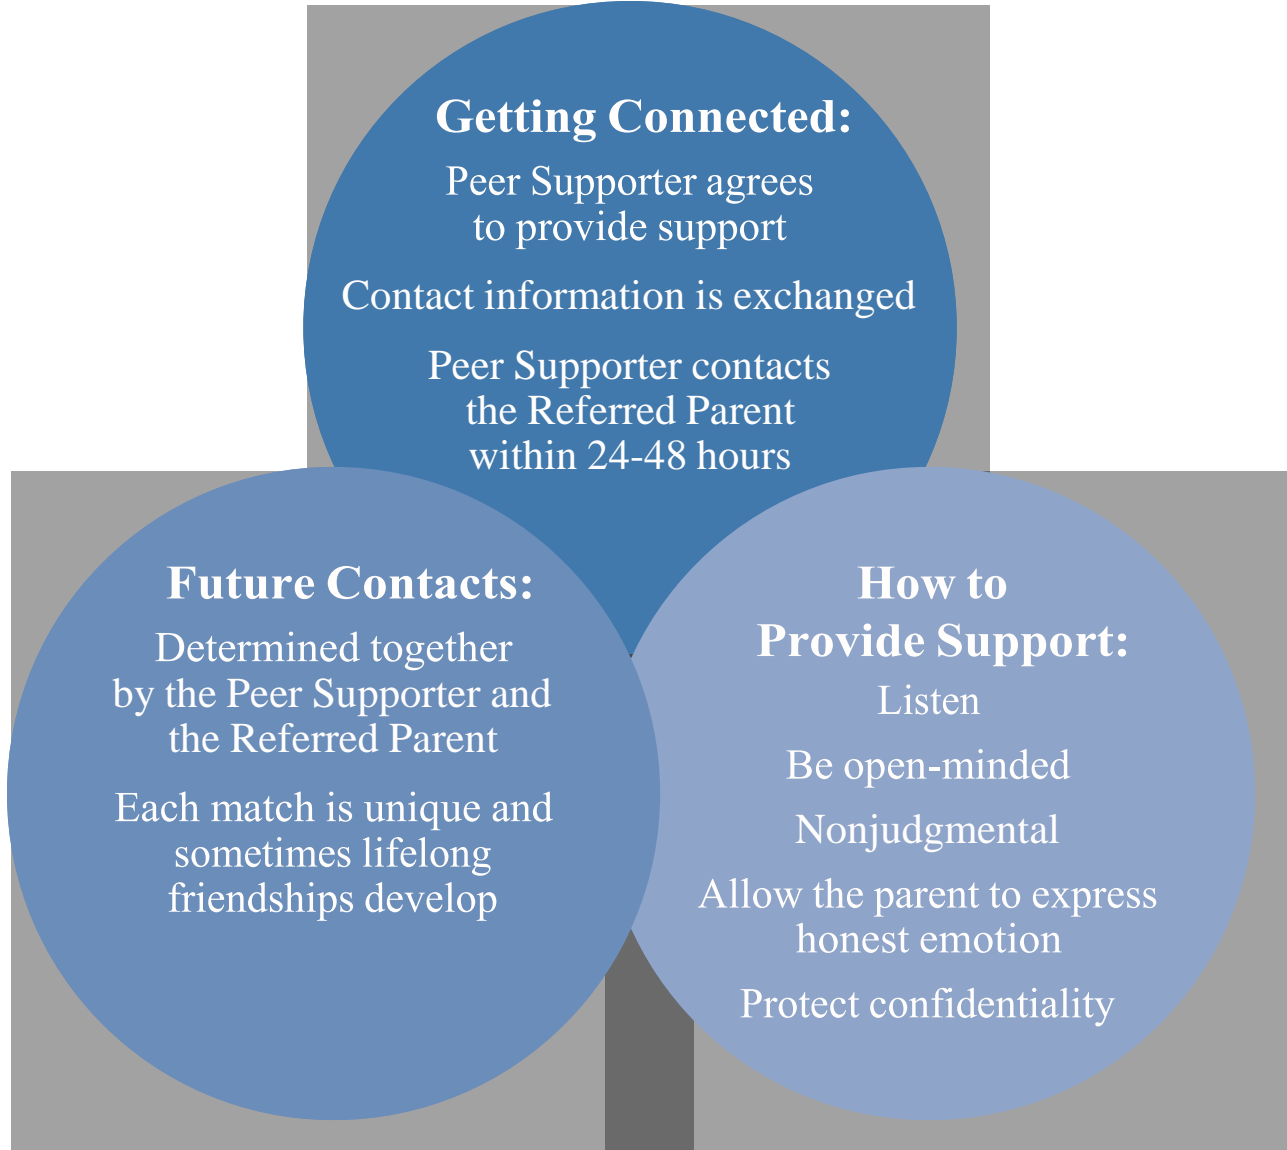 Getting Connected:
Peer Supporter agrees
to provide support
Contact information is exchanged
Peer Supporter contacts
the Referred Parent
within 24-48 hours
Future Contacts:
Determined together
by the Peer Supporter and
the Referred Parent
Each match is unique and
sometimes lifelong
friendships develop
How to
Provide Support:
Listen
Be open-minded
Nonjudgmental
Allow the parent to express
honest emotion
Protect confidentiality